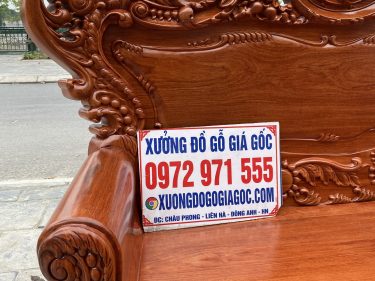 XƯỞNG ĐỒ GỖ GIÁ GỐC
0972 971 555
XUONGDOGOGIAGOC.COM
ĐC: CHÂU PHONG - LIÊN HÀ - ĐÔNG ANH - HN